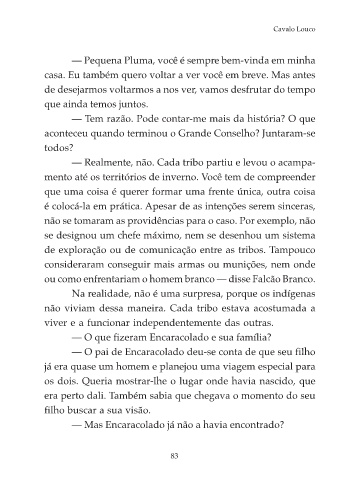 Cavalo Louco
— Pequena Pluma, você é sempre bem-vinda em minha
casa. Eu também quero voltar a ver você em breve. Mas antes
de desejarmos voltarmos a nos ver, vamos desfrutar do tempo
que ainda temos juntos.
— Tem razão. Pode contar-me mais da história? O que
aconteceu quando terminou o Grande Conselho? Juntaram-se
todos?
— Realmente, não. Cada tribo partiu e levou o acampa-
mento até os territórios de inverno. Você tem de compreender
que uma coisa é querer formar uma frente única, outra coisa
é colocá-la em prática. Apesar de as intenções serem sinceras,
não se tomaram as providências para o caso. Por exemplo, não
se designou um chefe máximo, nem se desenhou um sistema
de exploração ou de comunicação entre as tribos. Tampouco
consideraram conseguir mais armas ou munições, nem onde
ou como enfrentariam o homem branco — disse Falcão Branco.
Na realidade, não é uma surpresa, porque os indígenas
não viviam dessa maneira. Cada tribo estava acostumada a
viver e a funcionar independentemente das outras.
— O que fizeram Encaracolado e sua família?
— O pai de Encaracolado deu-se conta de que seu filho
já era quase um homem e planejou uma viagem especial para
os dois. Queria mostrar-lhe o lugar onde havia nascido, que
era perto dali. Também sabia que chegava o momento do seu
filho buscar a sua visão.
— Mas Encaracolado já não a havia encontrado?
83